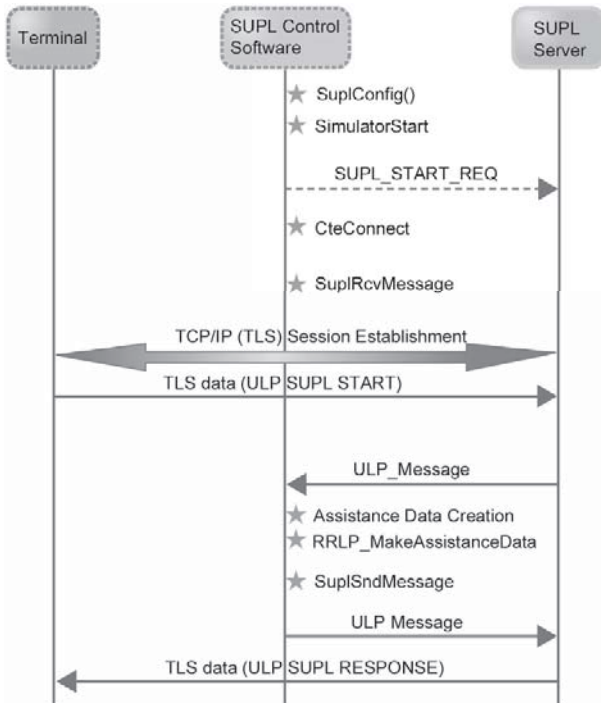 Terminal
SUPL Control
Software
SUPL
Server
SuplConfig()
SimulatorStart
SUPL_START_REQ
CteConnect
SuplRcvMessage
TCP/IP (TLS) Session Establishment
TLS data (ULP SUPL START)
ULP_Message
Assistance Data Creation
RRLP_MakeAssistanceData
SuplSndMessage
ULP Message
TLS data (ULP SUPL RESPONSE)